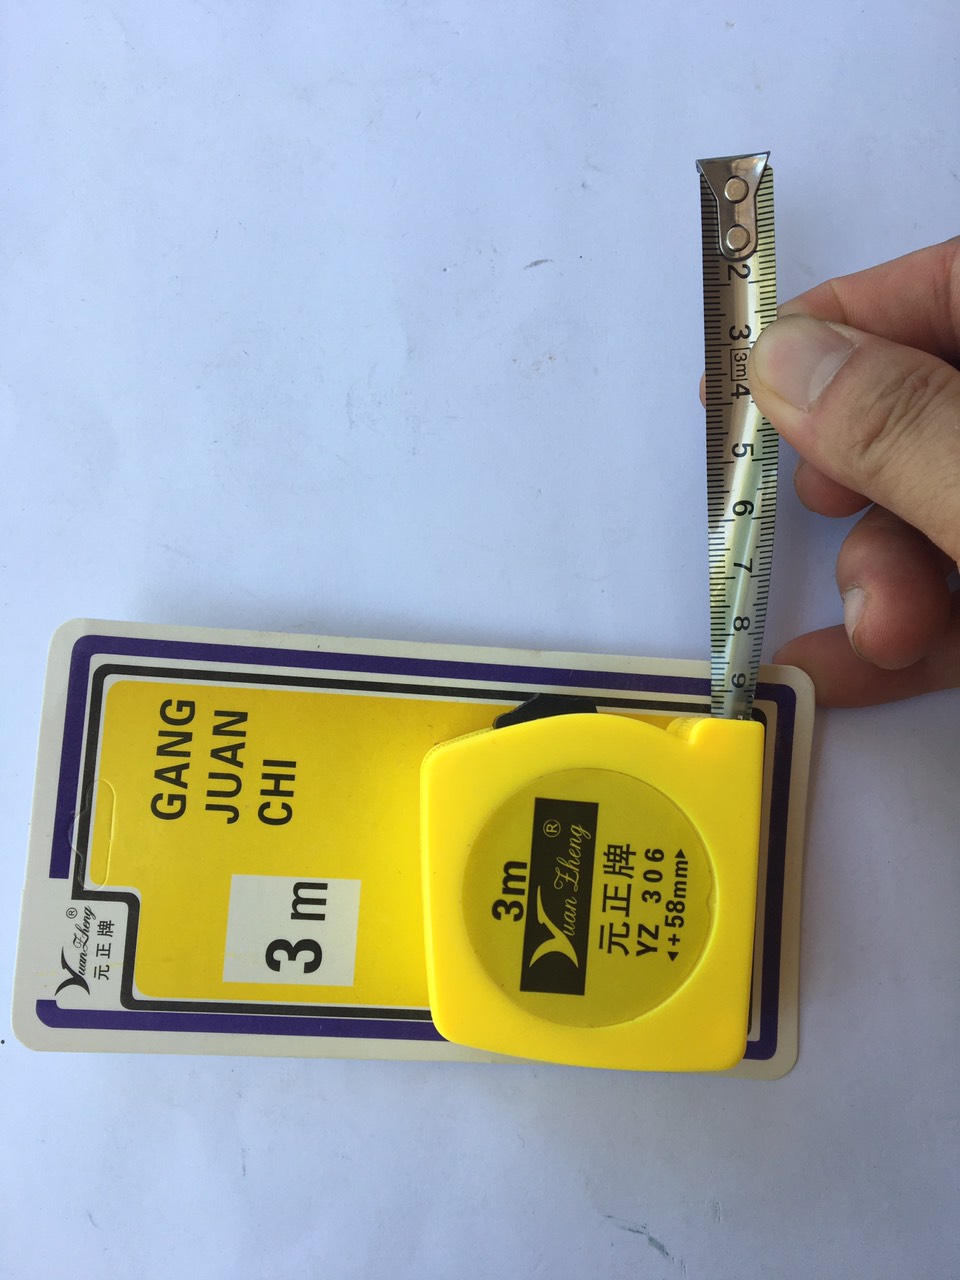 GANG
JUAN
CHI
3m
Yuan Zheng ®
元正牌
3m
Yuan Zheng ®
元正牌
YZ 306
◄+58mm►
2
3
3m
4
5
6
7
8
9